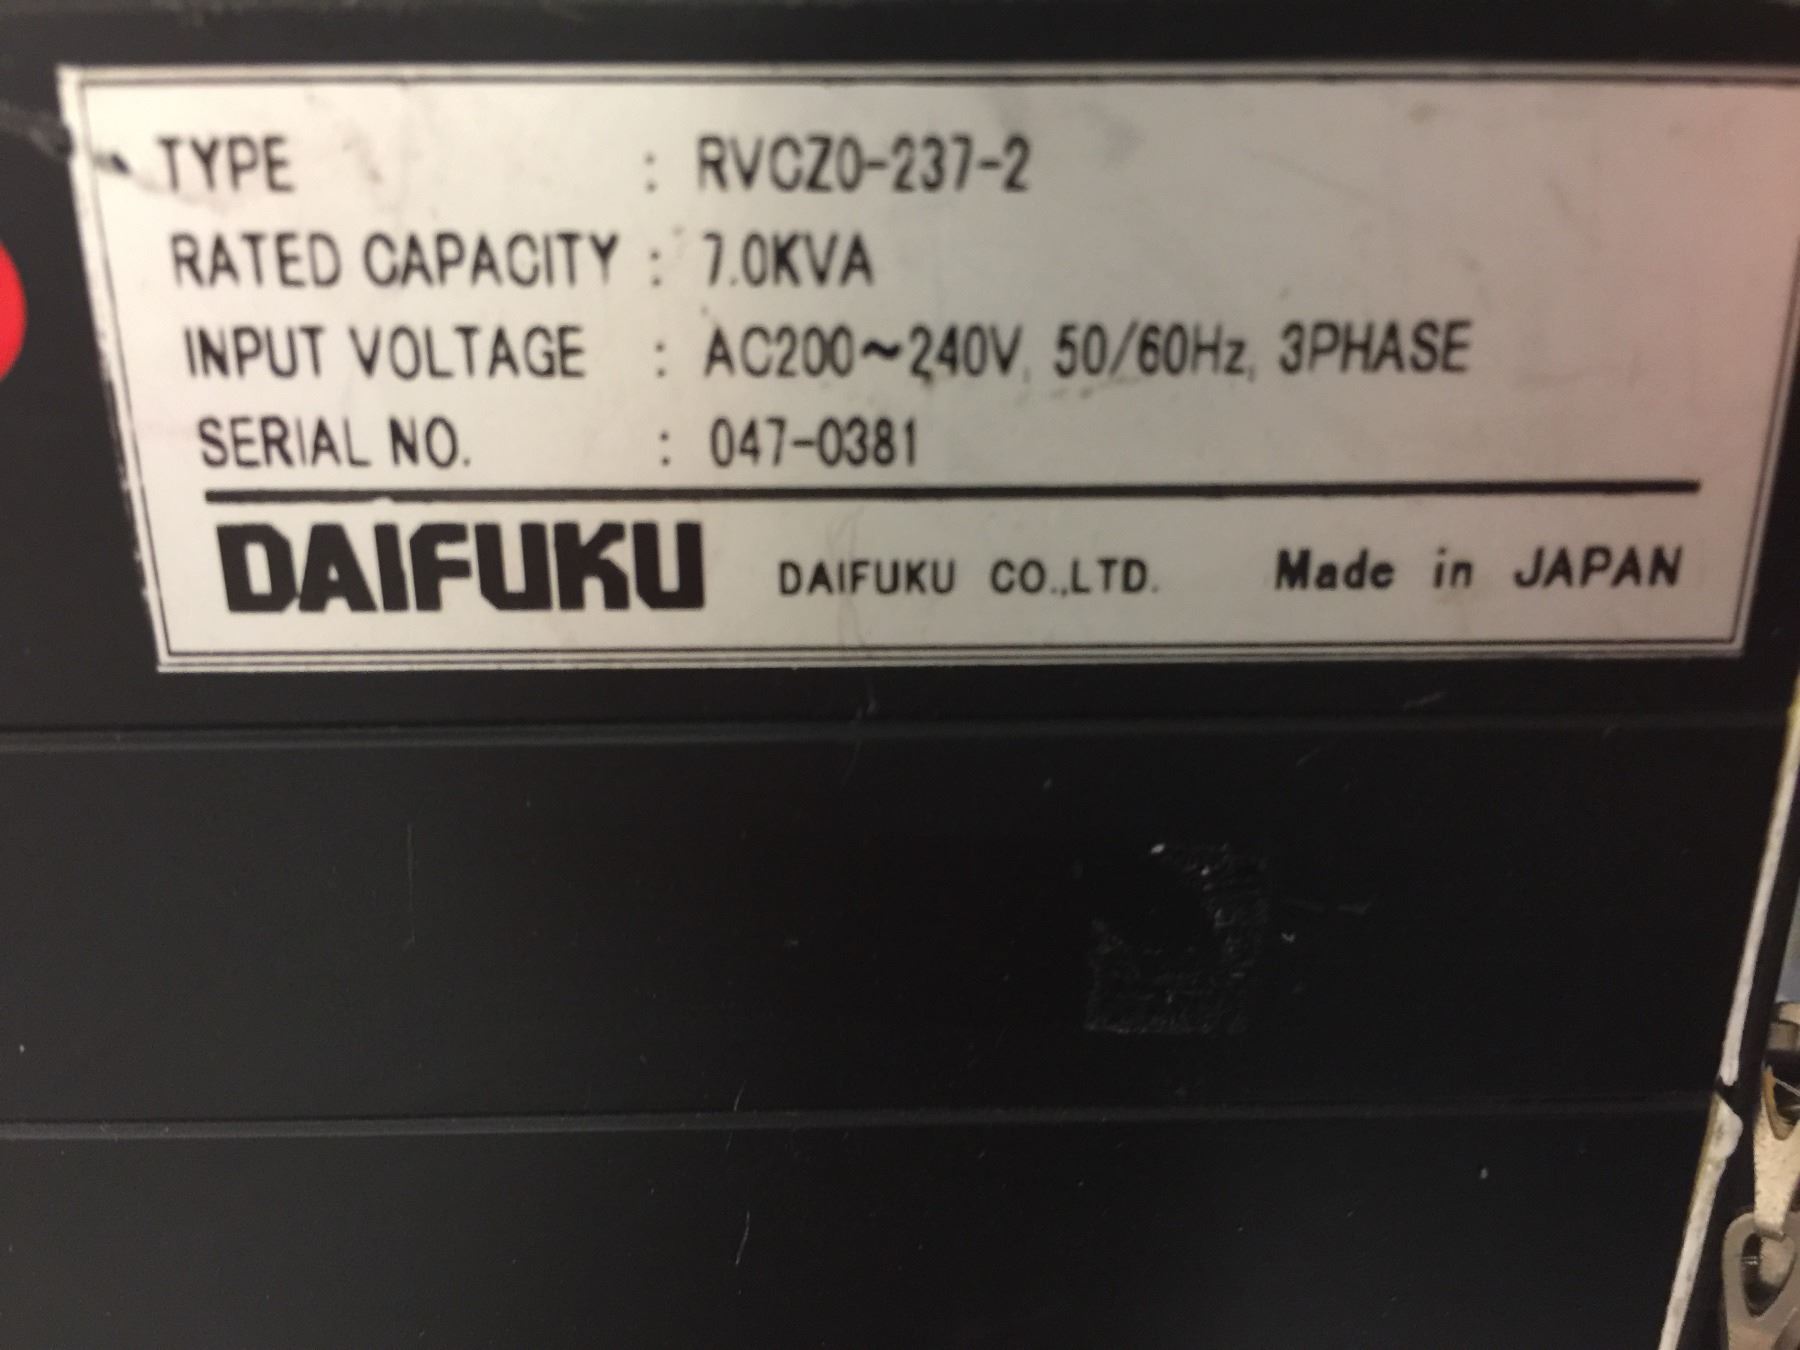 TYPE : RVCZ0-237-2
RATED CAPACITY : 7.0KVA
INPUT VOLTAGE : AC200~240V, 50/60Hz, 3PHASE
SERIAL NO. : 047-0381
DAIFUKU DAIFUKU CO.,LTD. Made in JAPAN